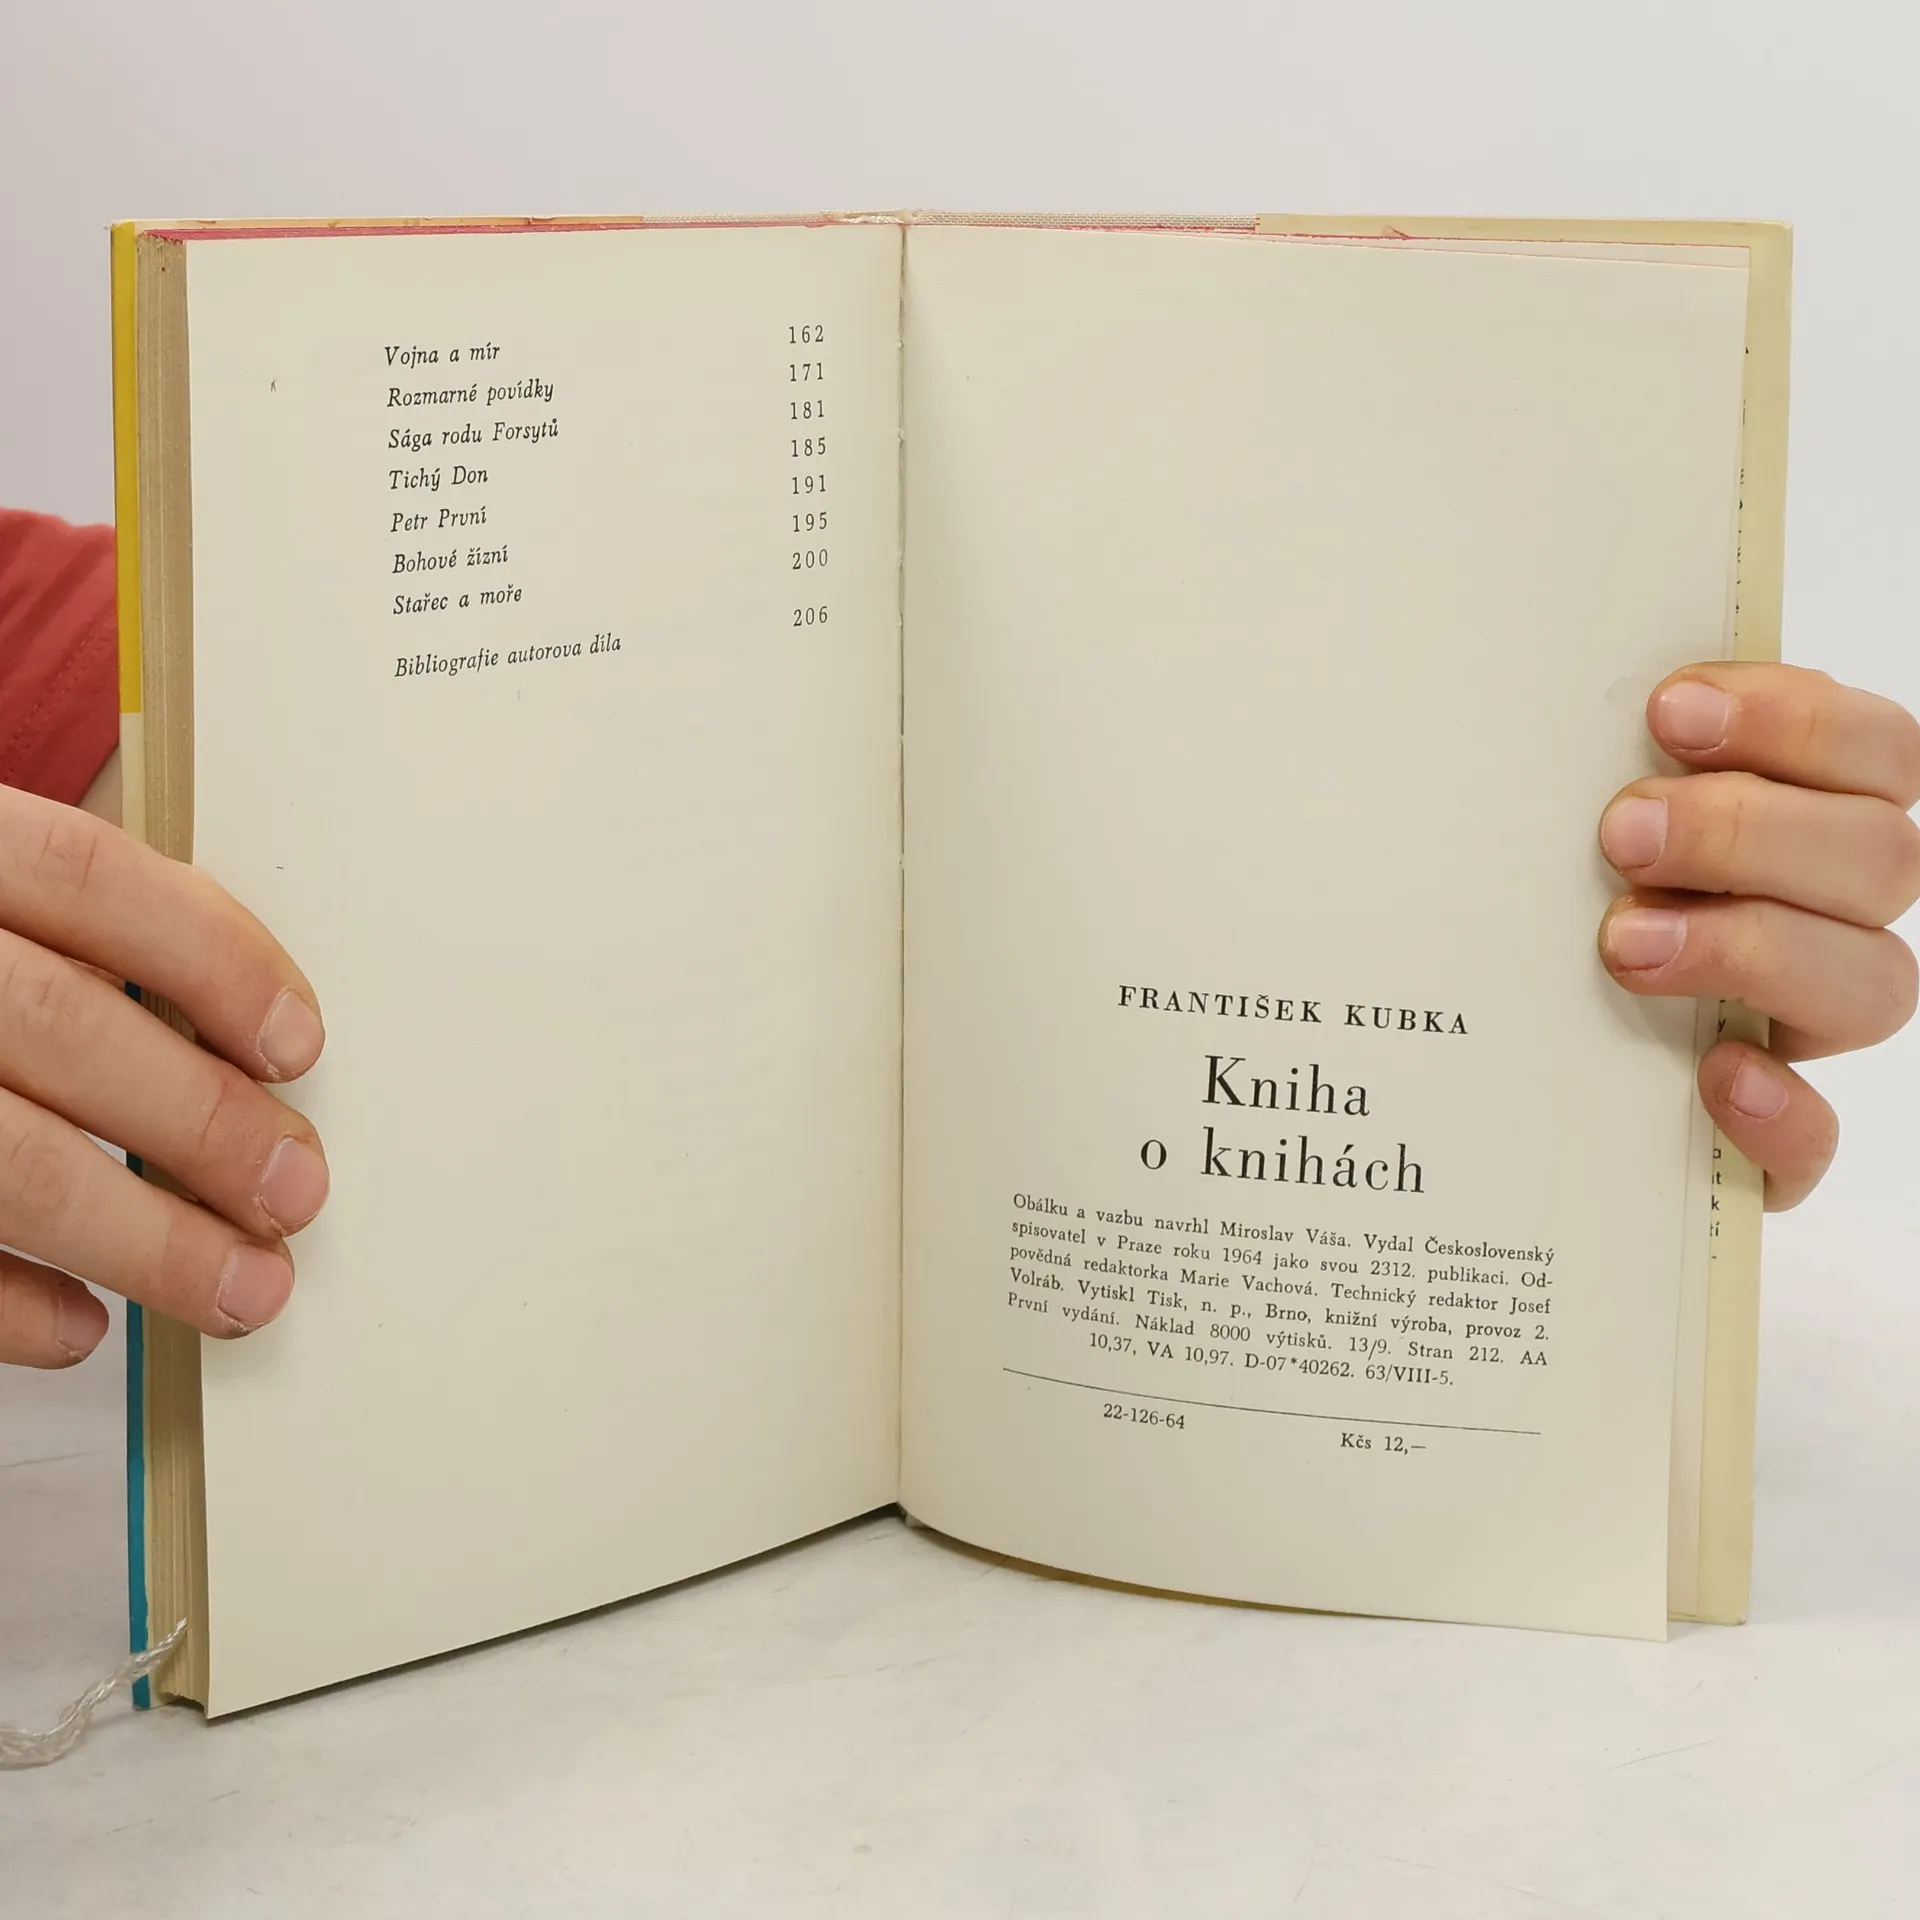 Vojna a mír 162
Rozmarné povídky 171
Sága rodu Forsytů 181
Tichý Don 185
Petr První 191
Bohové žízní 195
Stařec a moře 200
Bibliografie autorova díla 206
FRANTIŠEK KUBKA
Kniha
o knihách
Obálku a vazbu navrhl Miroslav Váša. Vydal Československý
spisovatel v Praze roku 1964 jako svou 2312. publikaci. Od-
povědná redaktorka Marie Vachová. Technický redaktor Josef
Volráb. Vytiskl Tisk, n. p., Brno, knižní výroba, provoz 2.
První vydání. Náklad 8000 výtisků. 13/9. Stran 212. AA
10,37, VA 10,97. D-07*40262. 63/VIII-5.
22-126-64 Kčs 12,—